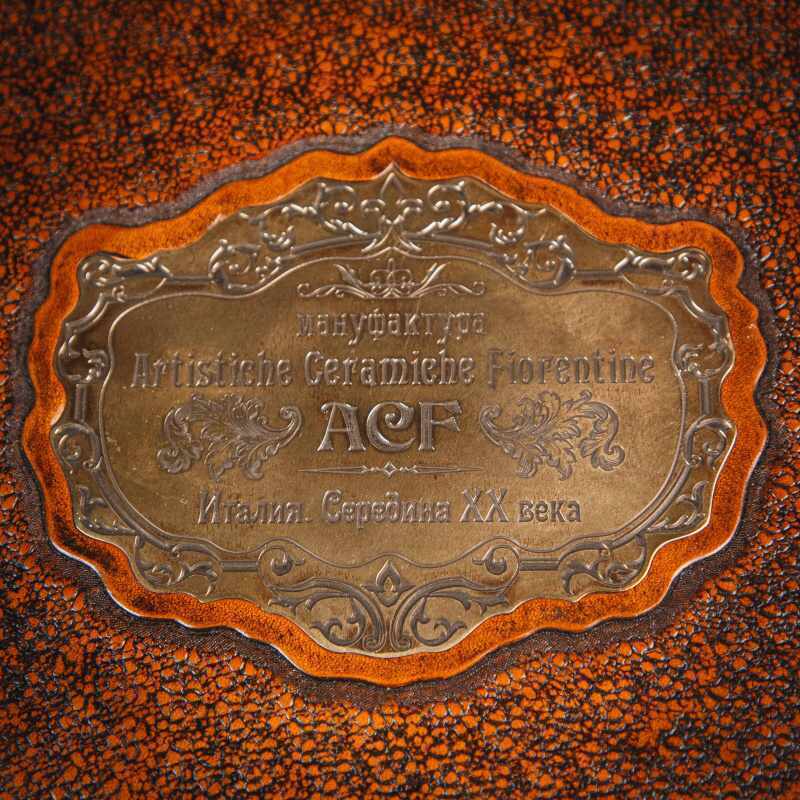 мануфактура
Artistiche Ceramiche Fiorentine
ACF
Италия. Середина XX века